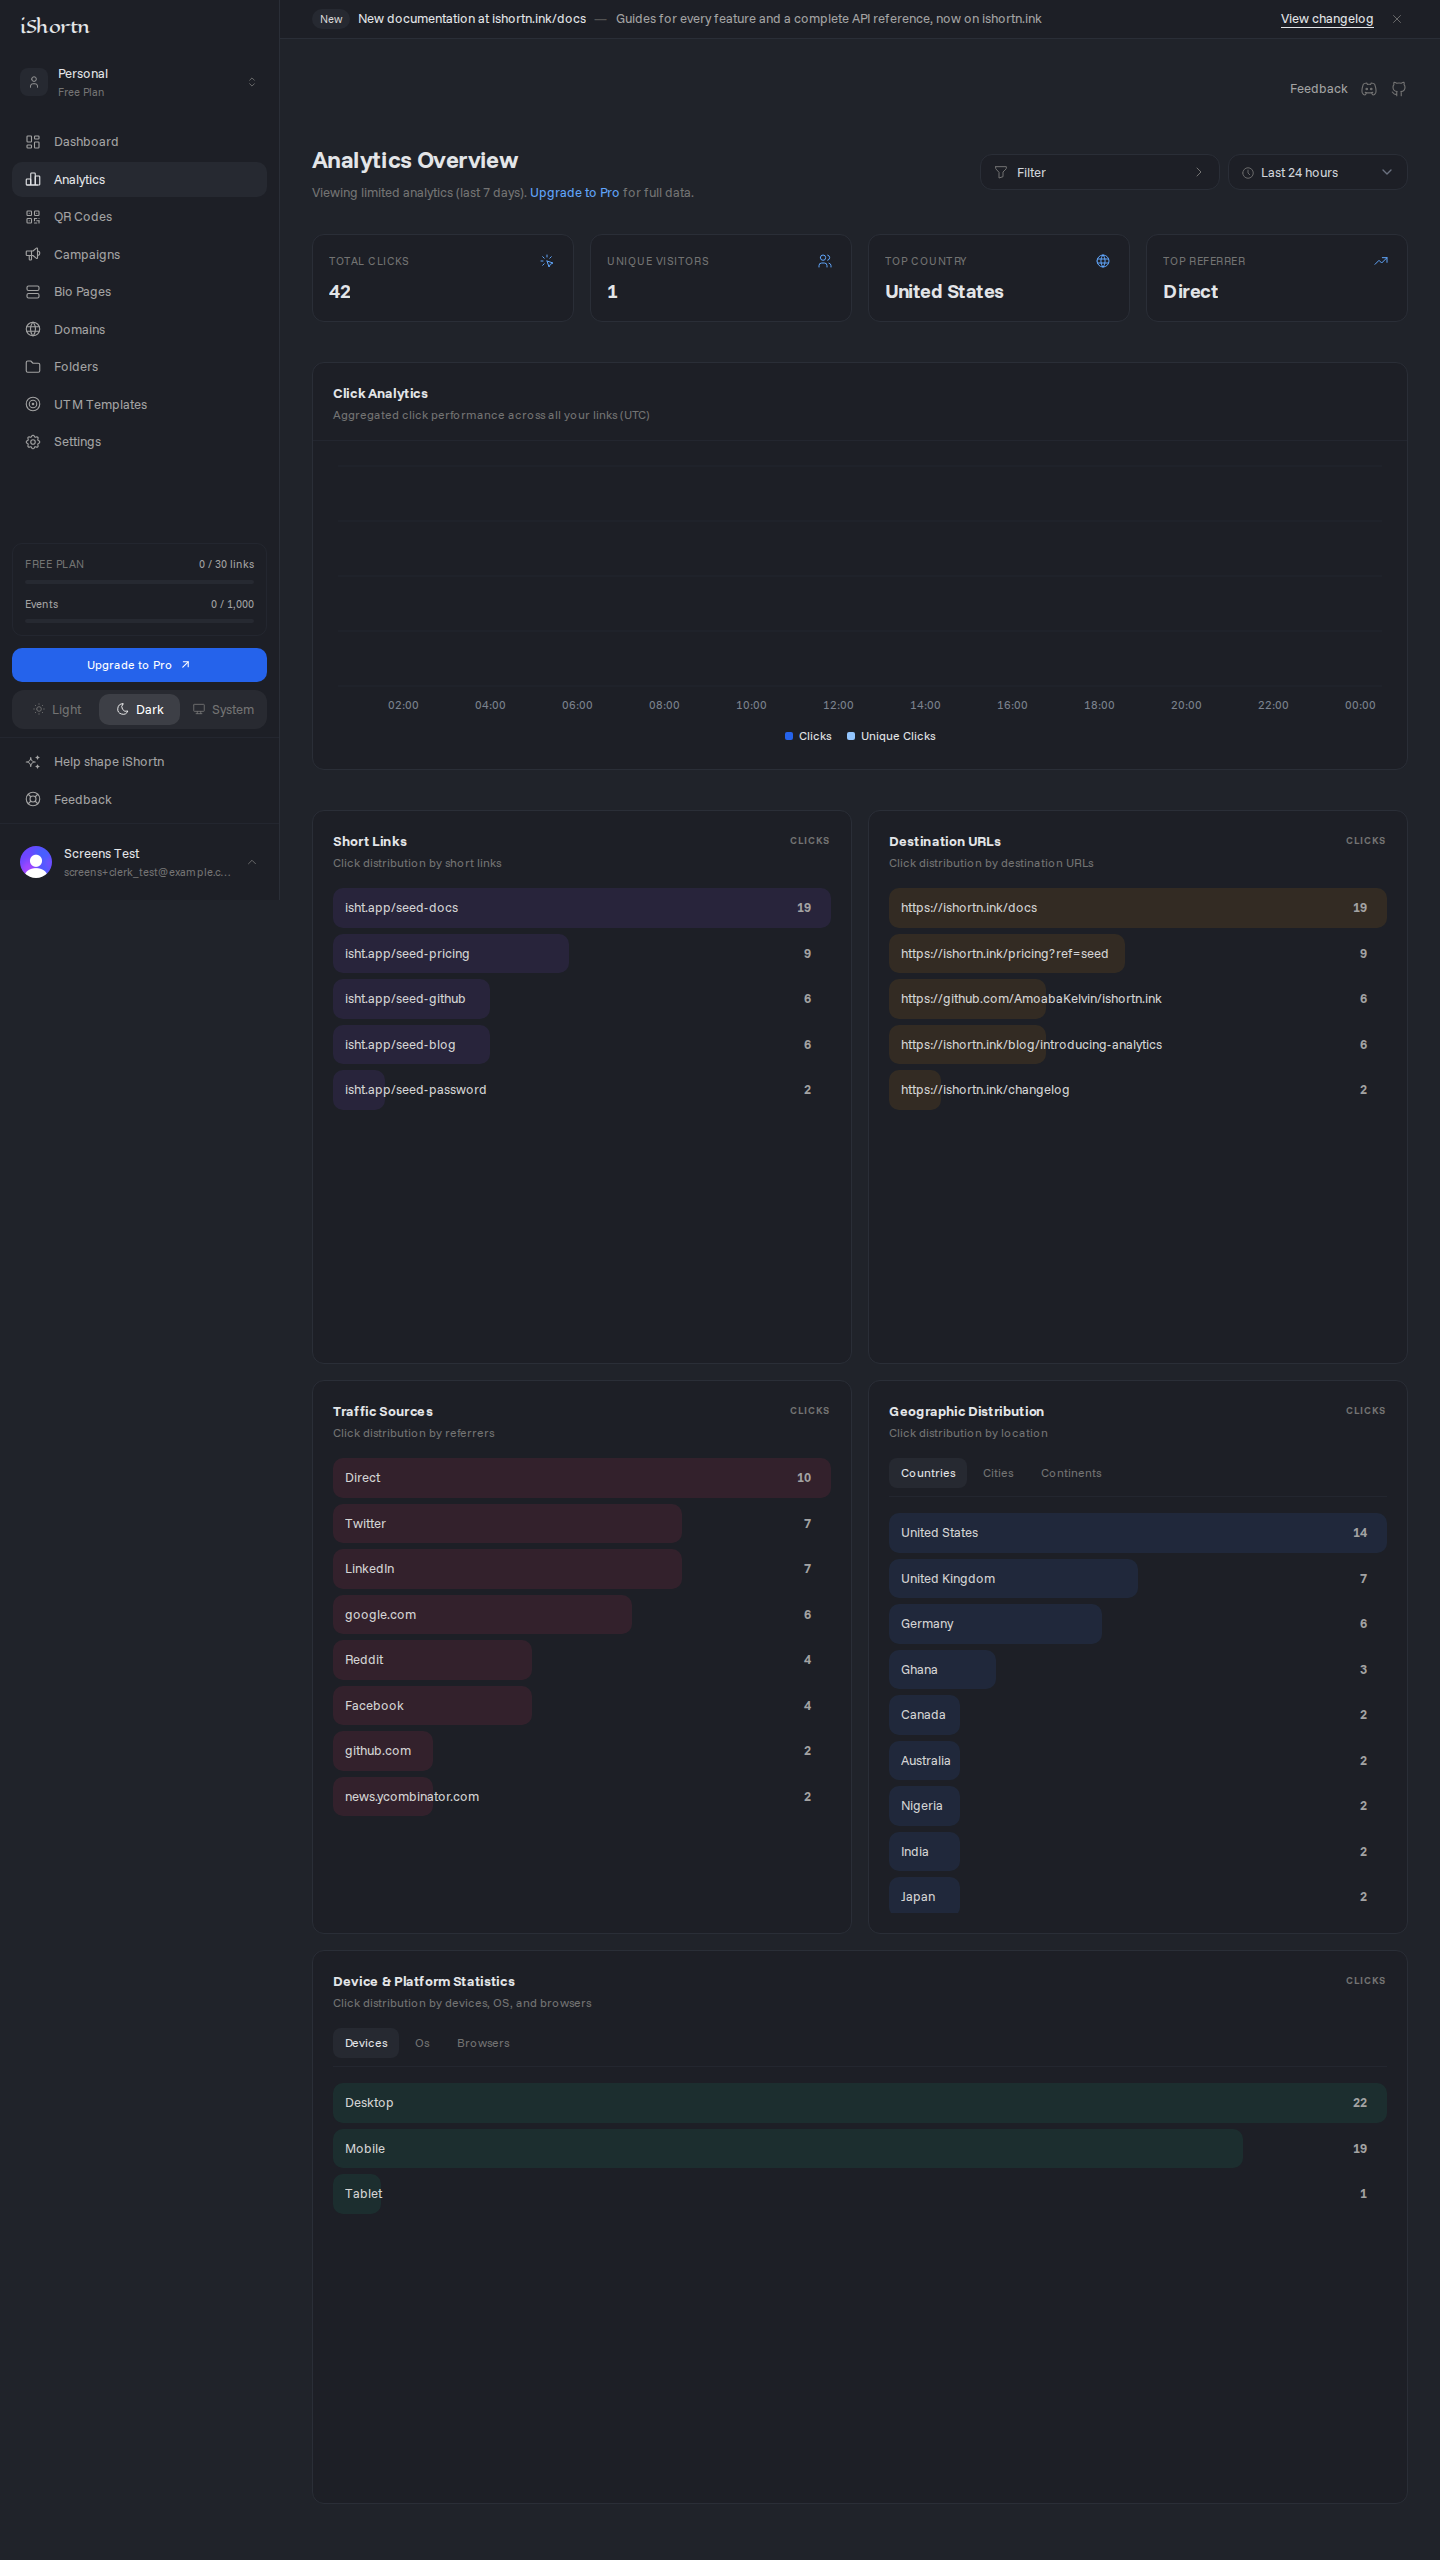 iShortn
Personal
Free Plan
Dashboard
Analytics
QR Codes
Campaigns
Bio Pages
Domains
Folders
UTM Templates
Settings
FREE PLAN 0 / 30 links
Events 0 / 1,000
Upgrade to Pro
Light Dark System
Help shape iShortn
Feedback
Screens Test
screens+clerk_test@example.c...
New New documentation at ishortn.ink/docs — Guides for every feature and a complete API reference, now on ishortn.ink View changelog
Feedback
Analytics Overview
Viewing limited analytics (last 7 days). Upgrade to Pro for full data.
Filter
Last 24 hours
TOTAL CLICKS
42
UNIQUE VISITORS
1
TOP COUNTRY
United States
TOP REFERRER
Direct
Click Analytics
Aggregated click performance across all your links (UTC)
02:00 04:00 06:00 08:00 10:00 12:00 14:00 16:00 18:00 20:00 22:00 00:00
Clicks Unique Clicks
Short Links CLICKS
Click distribution by short links
isht.app/seed-docs 19
isht.app/seed-pricing 9
isht.app/seed-github 6
isht.app/seed-blog 6
isht.app/seed-password 2
Destination URLs CLICKS
Click distribution by destination URLs
https://ishortn.ink/docs 19
https://ishortn.ink/pricing?ref=seed 9
https://github.com/AmoabaKelvin/ishortn.ink 6
https://ishortn.ink/blog/introducing-analytics 6
https://ishortn.ink/changelog 2
Traffic Sources CLICKS
Click distribution by referrers
Direct 10
Twitter 7
LinkedIn 7
google.com 6
Reddit 4
Facebook 4
github.com 2
news.ycombinator.com 2
Geographic Distribution CLICKS
Click distribution by location
Countries Cities Continents
United States 14
United Kingdom 7
Germany 6
Ghana 3
Canada 2
Australia 2
Nigeria 2
India 2
Japan 2
Device & Platform Statistics CLICKS
Click distribution by devices, OS, and browsers
Devices Os Browsers
Desktop 22
Mobile 19
Tablet 1